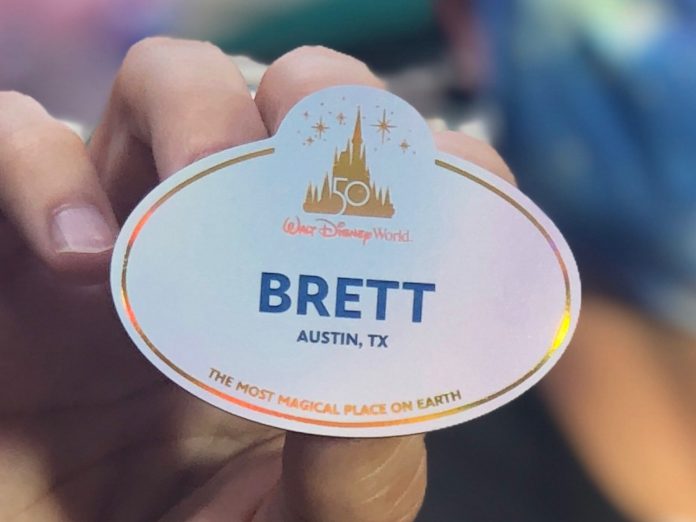 50
Walt Disney World
BRETT
AUSTIN, TX
THE MOST MAGICAL PLACE ON EARTH